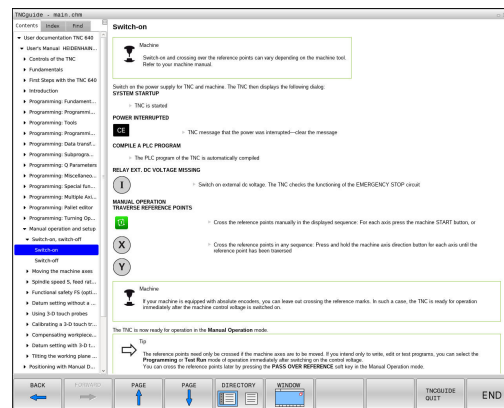 TNCguide - main.chm
Contents Index Find
User documentation TNC 640
User's Manual HEIDENHAIN...
Controls of the TNC
Fundamentals
First Steps with the TNC 640
Introduction
Programming: Fundament...
Programming: Programmi...
Programming: Tools
Programming: Programmi...
Programming: Data transf...
Programming: Subprogra...
Programming: Q Parameters
Programming: Miscellaneo...
Programming: Special fun...
Programming: Multiple Axi...
Programming: Pallet editor
Programming: Turning Op...
Manual operation and setup
Switch-on, switch-off
Switch-on
Switch-off
Moving the machine axes
Spindle speed S, feed rat...
Functional safety FS (opti...
Datum setting without a ...
Using 3-D touch probes
Calibrating a 3-D touch tr...
Compensating workpiece...
Datum setting with 3-D t...
Tilting the working plane ...
Positioning with Manual D...
Switch-on
Machine
Switch-on and crossing over the reference points can vary depending on the machine tool.
Refer to your machine manual.
Switch on the power supply for TNC and machine. The TNC then displays the following dialog:
SYSTEM STARTUP
TNC is started
POWER INTERRUPTED
CE
TNC message that the power was interrupted—clear the message
COMPILE A PLC PROGRAM
The PLC program of the TNC is automatically compiled
RELAY EXT. DC VOLTAGE MISSING
I
Switch on external dc voltage. The TNC checks the functioning of the EMERGENCY STOP circuit
MANUAL OPERATION
TRAVERSE REFERENCE POINTS
Cross the reference points manually in the displayed sequence: For each axis press the machine START button, or
X
Cross the reference points in any sequence: Press and hold the machine axis direction button for each axis until the
reference point has been traversed
Y
Machine
If your machine is equipped with absolute encoders, you can leave out crossing the reference marks. In such a case, the TNC is ready for operation
immediately after the machine control voltage is switched on.
The TNC is now ready for operation in the Manual Operation mode.
Tip
The reference points need only be crossed if the machine axes are to be moved. If you intend only to write, edit or test programs, you can select the
Programming or Test Run mode of operation immediately after switching on the control voltage.
You can cross the reference points later by pressing the PASS OVER REFERENCE soft key in the Manual Operation mode.
BACK FORWARD PAGE PAGE DIRECTORY WINDOW TNCGUIDE
QUIT END